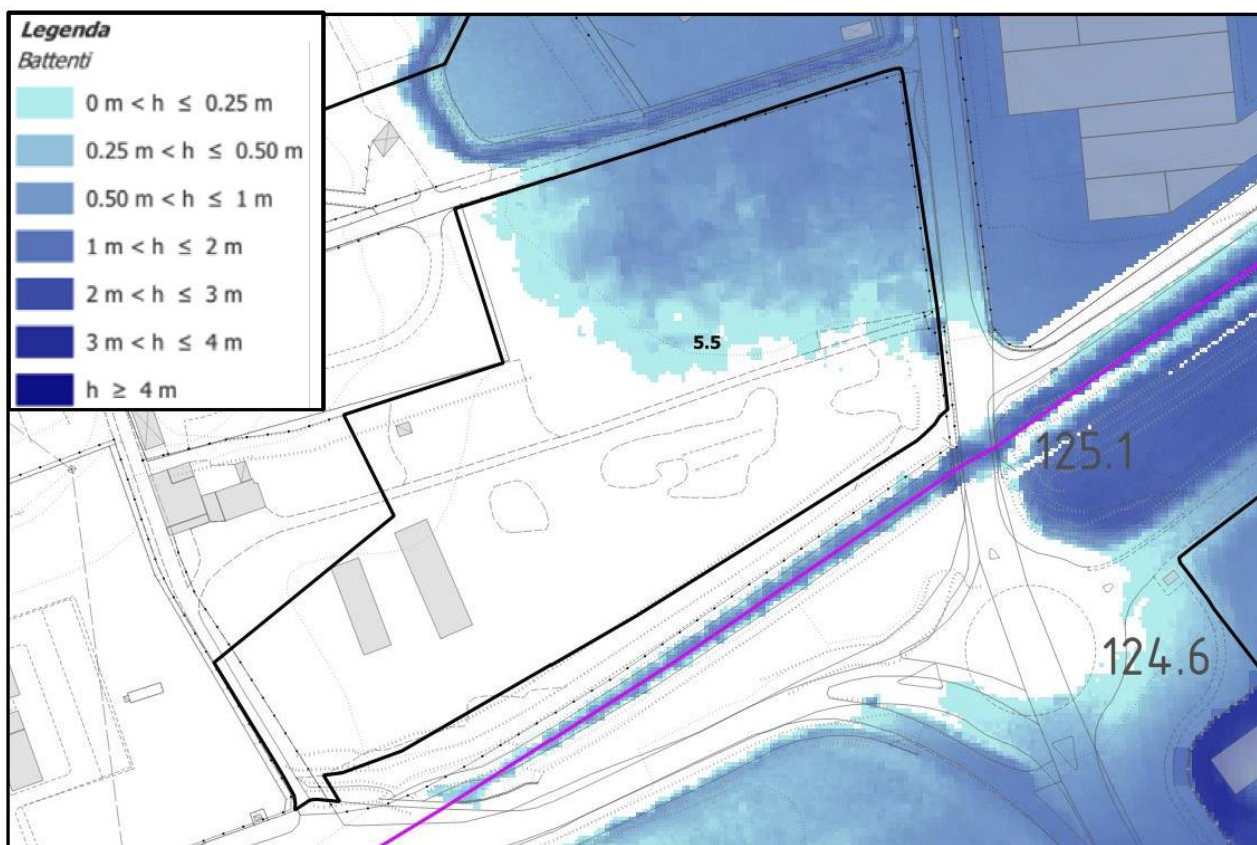 Legenda
Battenti
0 m < h ≤ 0.25 m
0.25 m < h ≤ 0.50 m
0.50 m < h ≤ 1 m
1 m < h ≤ 2 m
2 m < h ≤ 3 m
3 m < h ≤ 4 m
h ≥ 4 m
5.5
125.1
124.6